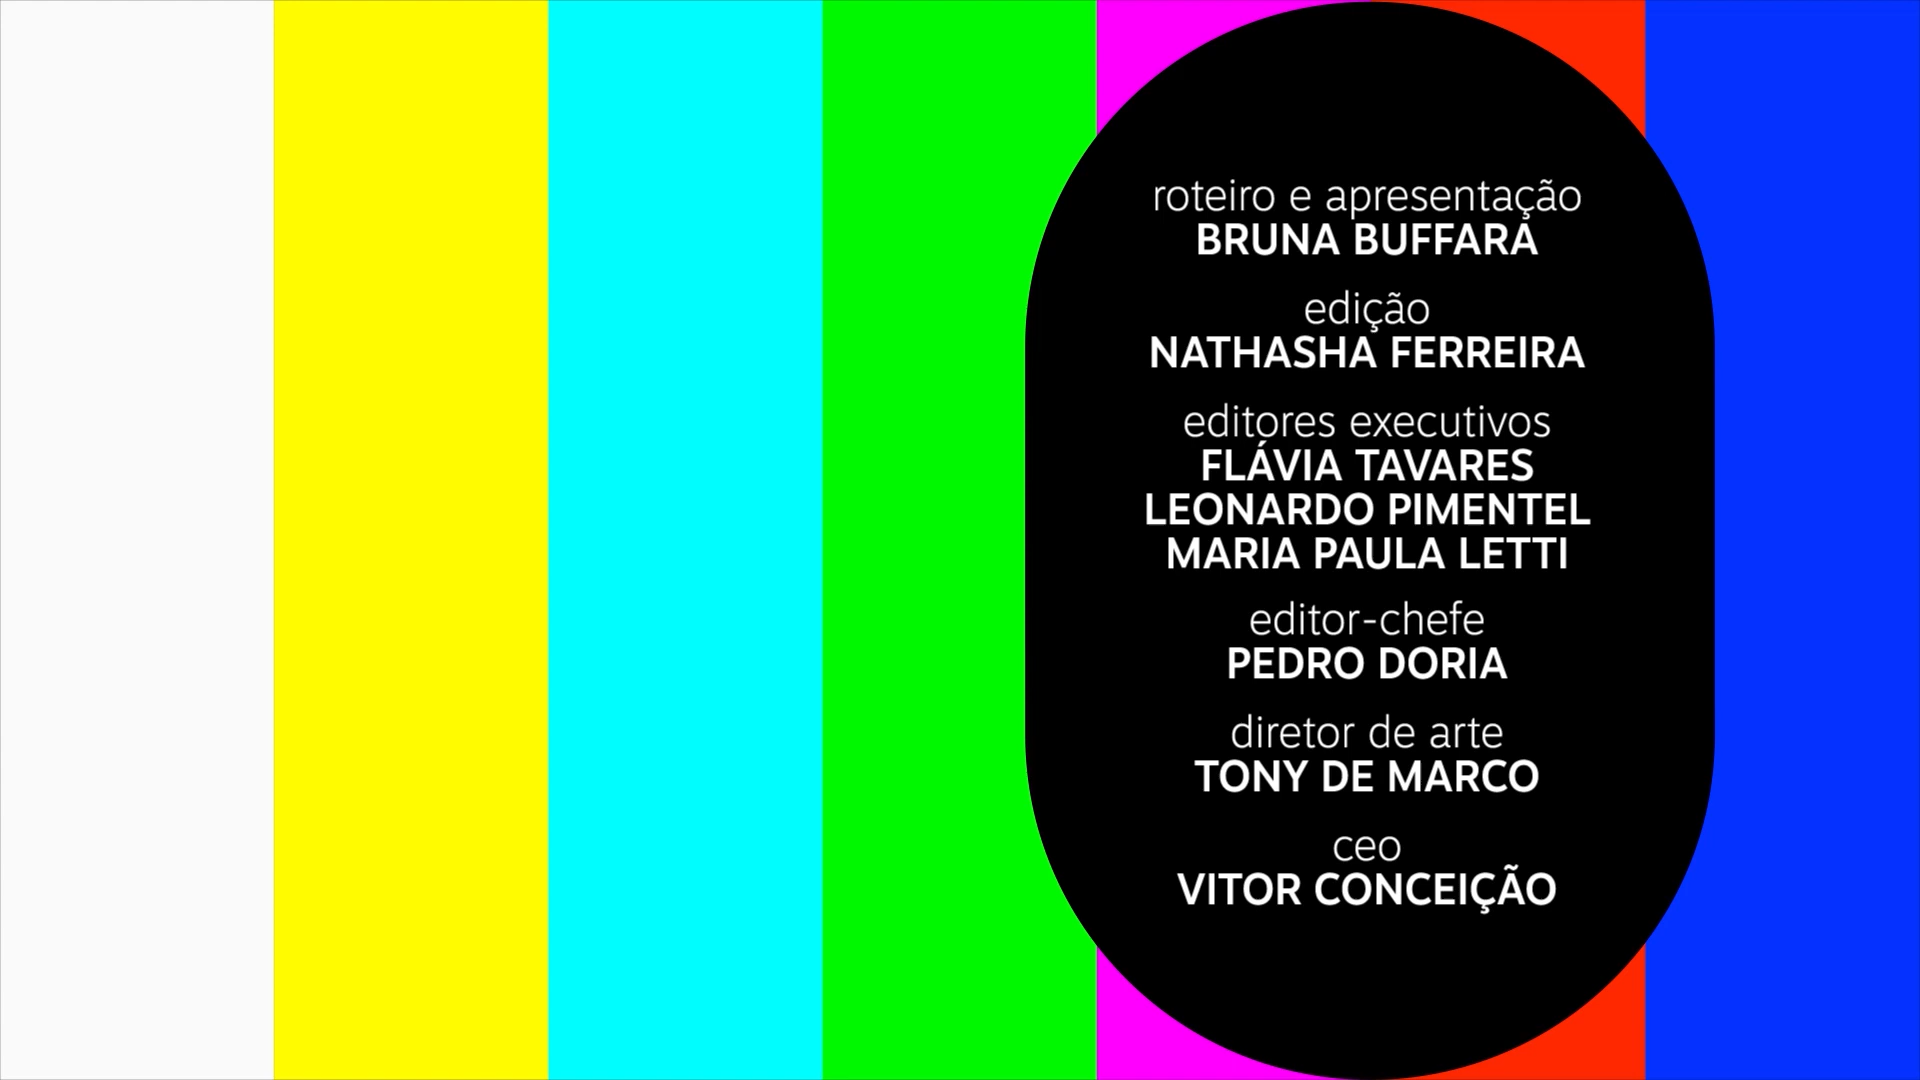 roteiro e apresentação
BRUNA BUFFARA
edição
NATHASHA FERREIRA
editores executivos
FLÁVIA TAVARES
LEONARDO PIMENTEL
MARIA PAULA LETTI
editor-chefe
PEDRO DORIA
diretor de arte
TONY DE MARCO
ceo
VITOR CONCEIÇÃO